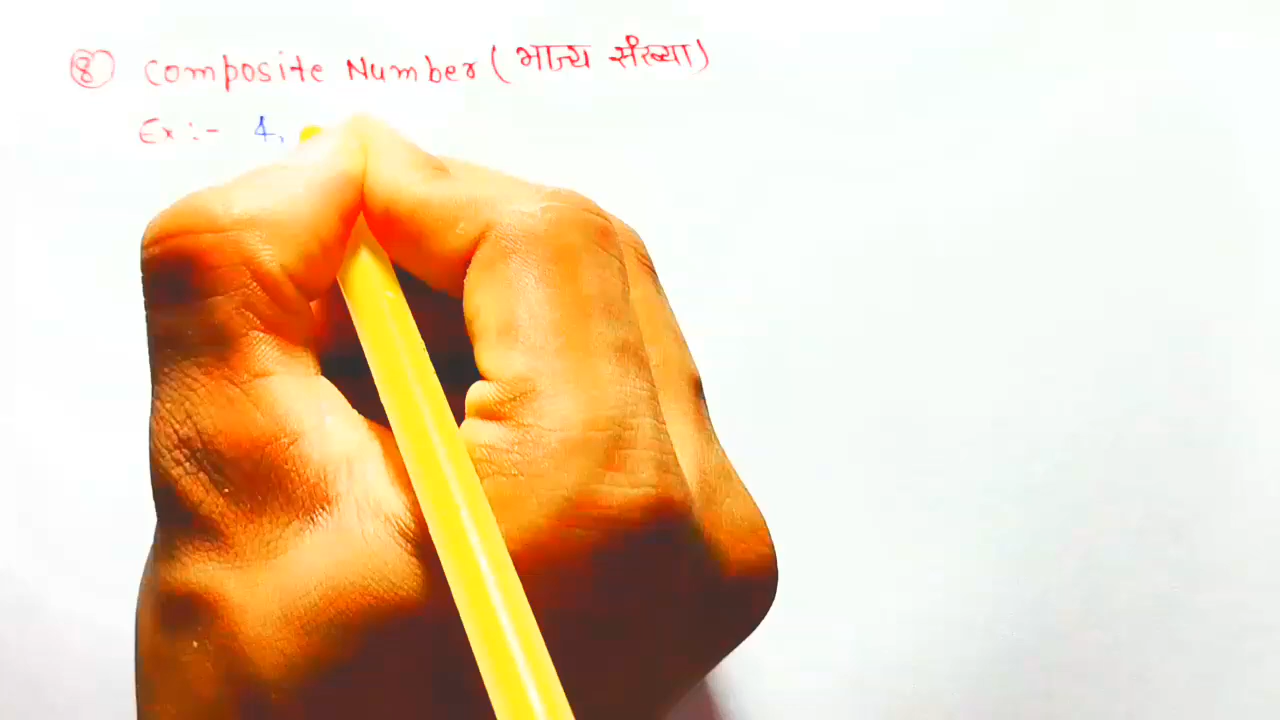 ⑧ Composite Number (भाज्य संख्या)
Ex :- 4,